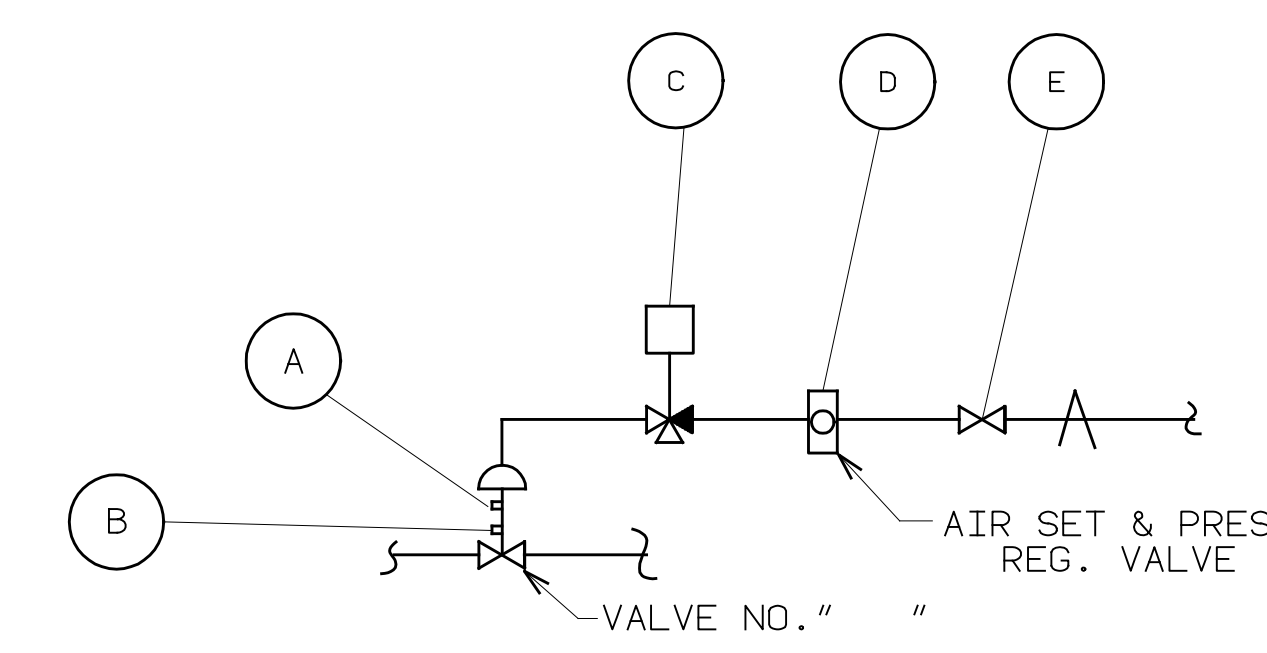 C
D
E
A
B
AIR SET & PRES
REG. VALVE
VALVE NO." "